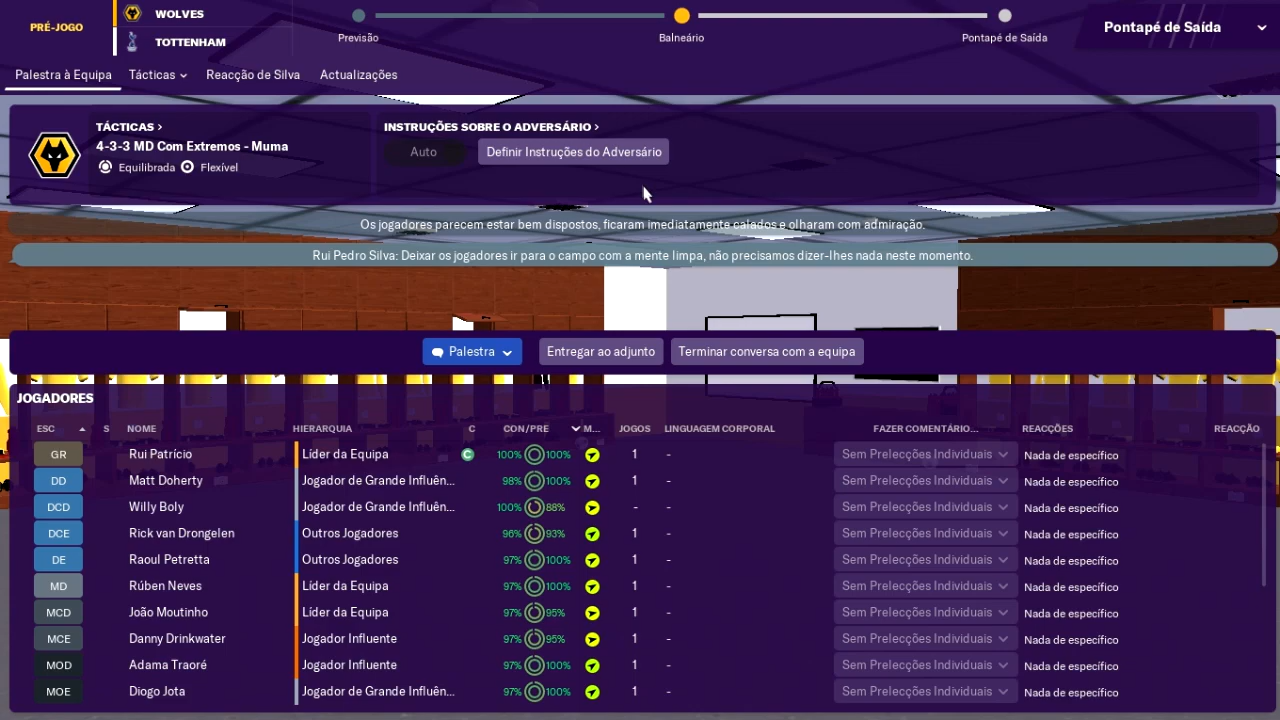 PRÉ-JOGO
WOLVES
TOTTENHAM
Previsão
Balneário
Pontapé de Saída
Pontapé de Saída
Palestra à Equipa Tácticas Reacção de Silva Actualizações
TÁCTICAS >
4-3-3 MD Com Extremos - Muma
Equilibrada Flexível
INSTRUÇÕES SOBRE O ADVERSÁRIO >
Auto Definir Instruções do Adversário
Os jogadores parecem estar bem dispostos, ficaram imediatamente calados e olharam com admiração.
Rui Pedro Silva: Deixar os jogadores ir para o campo com a mente limpa, não precisamos dizer-lhes nada neste momento.
Palestra Entregar ao adjunto Terminar conversa com a equipa
JOGADORES
ESC S NOME HIERARQUIA C CON/PRE M... JOGOS LINGUAGEM CORPORAL FAZER COMENTÁRIO... REACÇÕES REACÇÃO
GR Rui Patrício Líder da Equipa C 100% 100% 1 - Sem Prelecções Individuais Nada de específico
DD Matt Doherty Jogador de Grande Influên... 98% 100% 1 - Sem Prelecções Individuais Nada de específico
DCD Willy Boly Jogador de Grande Influên... 100% 88% - - Sem Prelecções Individuais Nada de específico
DCE Rick van Drongelen Outros Jogadores 96% 93% 1 - Sem Prelecções Individuais Nada de específico
DE Raoul Petretta Outros Jogadores 97% 100% 1 - Sem Prelecções Individuais Nada de específico
MD Rúben Neves Líder da Equipa 97% 100% 1 - Sem Prelecções Individuais Nada de específico
MCD João Moutinho Líder da Equipa 97% 95% 1 - Sem Prelecções Individuais Nada de específico
MCE Danny Drinkwater Jogador Influente 97% 95% 1 - Sem Prelecções Individuais Nada de específico
MOD Adama Traoré Jogador Influente 97% 100% 1 - Sem Prelecções Individuais Nada de específico
MOE Diogo Jota Jogador de Grande Influên... 97% 100% 1 - Sem Prelecções Individuais Nada de específico